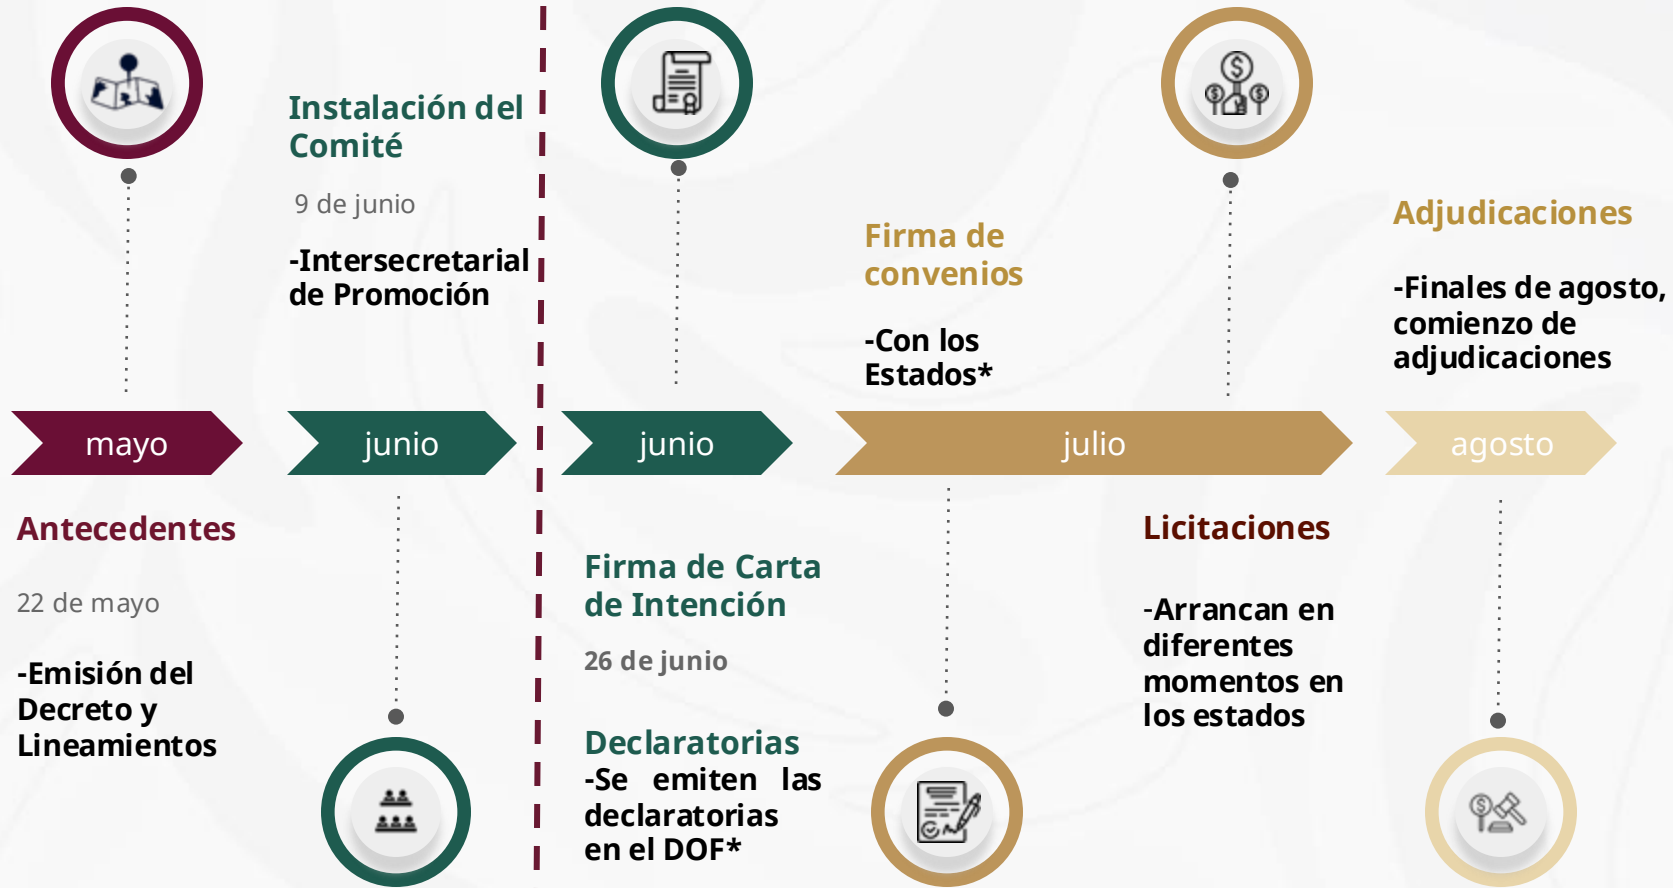 mayo
Antecedentes
22 de mayo
-Emisión del
Decreto y
Lineamientos
Instalación del
Comité
9 de junio
-Intersecretarial
de Promoción
junio
junio
Firma de Carta
de Intención
26 de junio
Declaratorias
-Se emiten las
declaratorias
en el DOF*
Firma de
convenios
-Con los
Estados*
julio
Licitaciones
-Arrancan en
diferentes
momentos en
los estados
Adjudicaciones
-Finales de agosto,
comienzo de
adjudicaciones
agosto